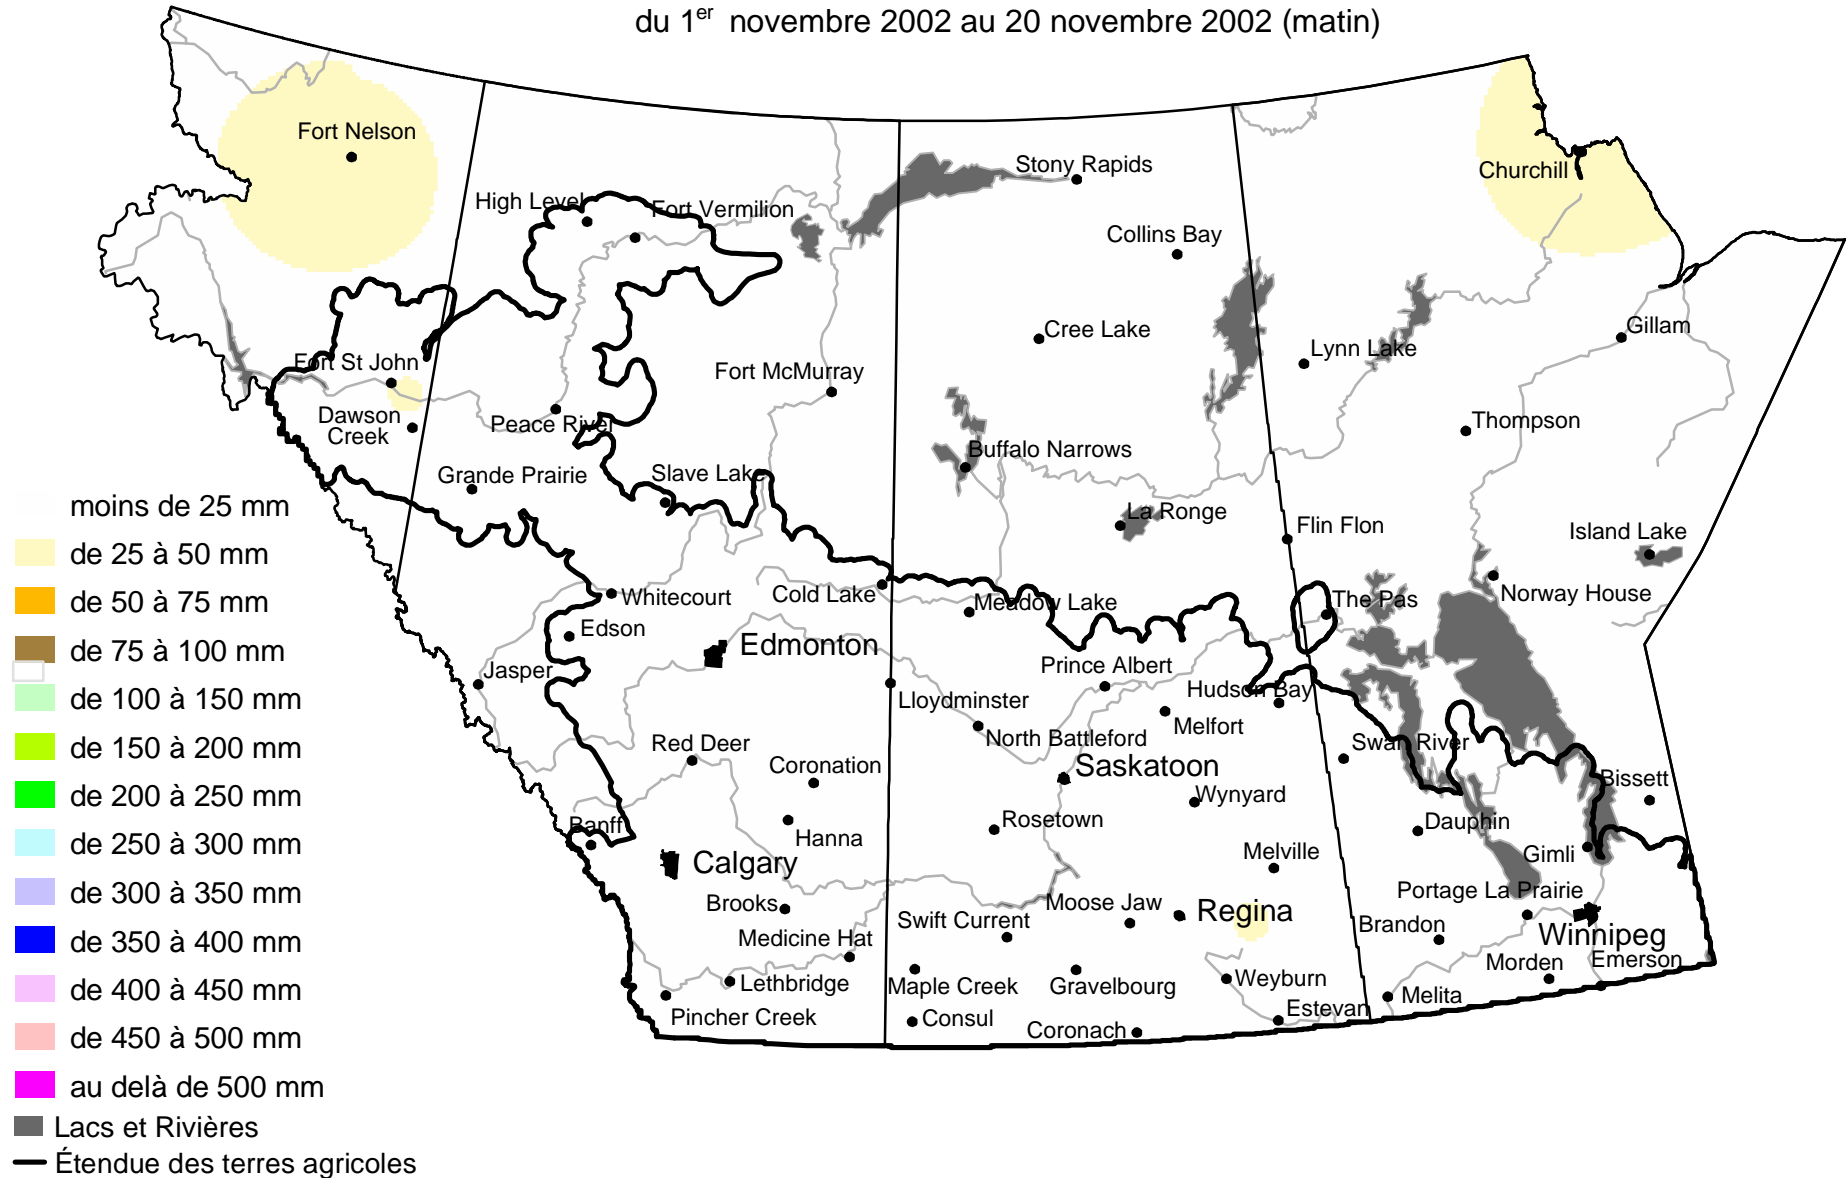 du 1er novembre 2002 au 20 novembre 2002 (matin)
Fort Nelson
Churchill
Stony Rapids
High Level
Fort Vermilion
Collins Bay
Gillam
Cree Lake
Lynn Lake
Fort St John
Fort McMurray
Dawson
Creek
Peace River
Thompson
Buffalo Narrows
Grande Prairie
Slave Lake
La Ronge
Flin Flon
Island Lake
Whitecourt
Cold Lake
Meadow Lake
The Pas
Norway House
Edson
Edmonton
Jasper
Prince Albert
Hudson Bay
Lloydminster
Melfort
North Battleford
Red Deer
Swan River
Coronation
Saskatoon
Bissett
Wynyard
Banff
Hanna
Rosetown
Dauphin
Calgary
Melville
Gimli
Portage La Prairie
Brooks
Swift Current
Moose Jaw
Regina
Brandon
Winnipeg
Medicine Hat
Emerson
Morden
Lethbridge
Maple Creek
Gravelbourg
Weyburn
Melita
Pincher Creek
Consul
Coronach
Estevan
moins de 25 mm
de 25 à 50 mm
de 50 à 75 mm
de 75 à 100 mm
de 100 à 150 mm
de 150 à 200 mm
de 200 à 250 mm
de 250 à 300 mm
de 300 à 350 mm
de 350 à 400 mm
de 400 à 450 mm
de 450 à 500 mm
au delà de 500 mm
Lacs et Rivières
Étendue des terres agricoles